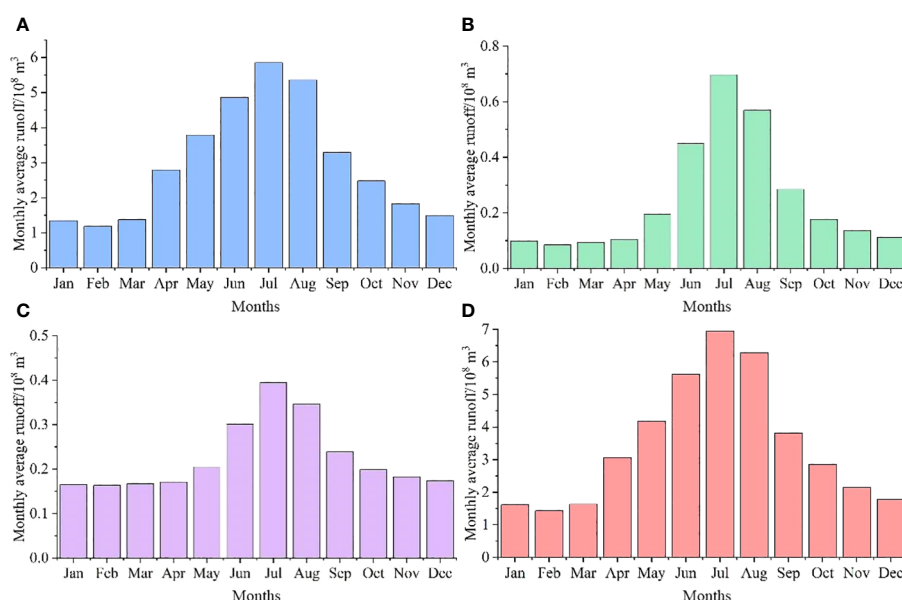 A
Monthly average runoff/10⁸ m³
6
5
4
3
2
1
0
Jan Feb Mar Apr May Jun Jul Aug Sep Oct Nov Dec
Months
B
Monthly average runoff/10⁸ m³
0.8
0.6
0.4
0.2
0.0
Jan Feb Mar Apr May Jun Jul Aug Sep Oct Nov Dec
Months
C
Monthly average runoff/10⁸ m³
0.5
0.4
0.3
0.2
0.1
0.0
Jan Feb Mar Apr May Jun Jul Aug Sep Oct Nov Dec
Months
D
Monthly average runoff/10⁸ m³
7
6
5
4
3
2
1
0
Jan Feb Mar Apr May Jun Jul Aug Sep Oct Nov Dec
Months